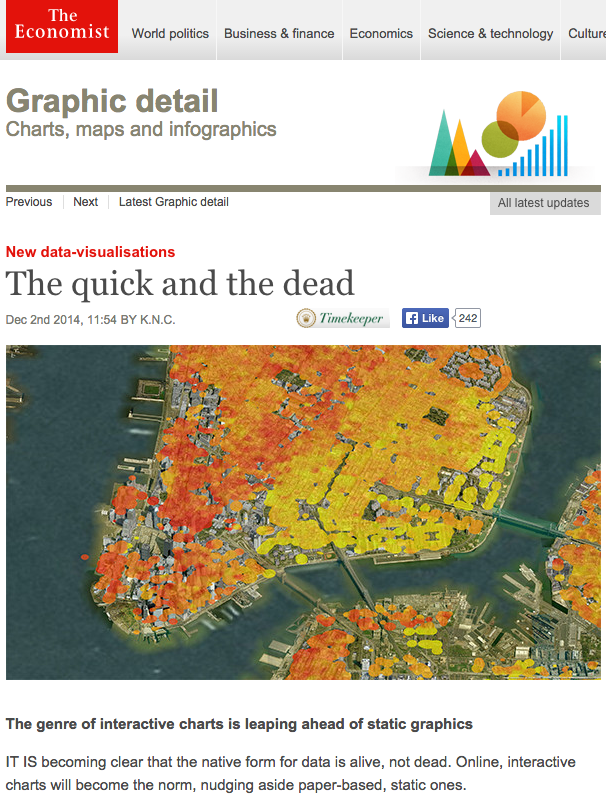 The
Economist
World politics Business & finance Economics Science & technology Culture
Graphic detail
Charts, maps and infographics
Previous Next Latest Graphic detail
All latest updates
New data-visualisations
The quick and the dead
Dec 2nd 2014, 11:54 BY K.N.C.
Timekeeper
Like 242
The genre of interactive charts is leaping ahead of static graphics
IT IS becoming clear that the native form for data is alive, not dead. Online, interactive
charts will become the norm, nudging aside paper-based, static ones.